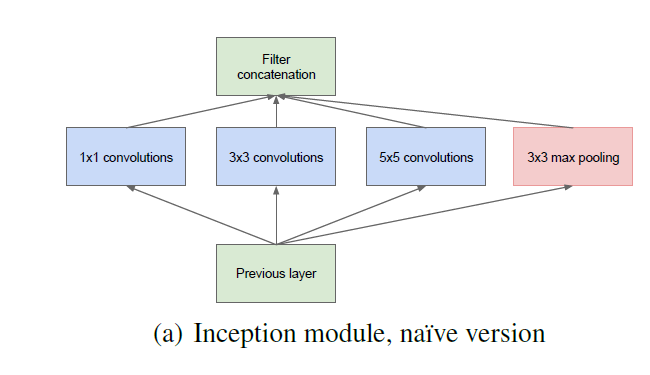 Filter
concatenation
1x1 convolutions
3x3 convolutions
5x5 convolutions
3x3 max pooling
Previous layer
(a) Inception module, naïve version